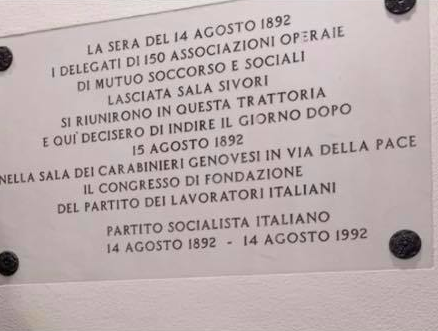 LA SERA DEL 14 AGOSTO 1892
I DELEGATI DI 150 ASSOCIAZIONI OPERAIE
DI MUTUO SOCCORSO E SOCIALI
LASCIATA SALA SIVORI
SI RIUNIRONO IN QUESTA TRATTORIA
E QUI' DECISERO DI INDIRE IL GIORNO DOPO
15 AGOSTO 1892
NELLA SALA DEI CARABINIERI GENOVESI IN VIA DELLA PACE
IL CONGRESSO DI FONDAZIONE
DEL PARTITO DEI LAVORATORI ITALIANI
PARTITO SOCIALISTA ITALIANO
14 AGOSTO 1892 - 14 AGOSTO 1992